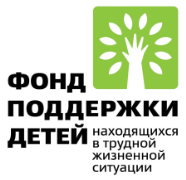 ФОНД
ПОДДЕРЖКИ
ДЕТЕЙ
находящихся
в трудной
жизненной
ситуации